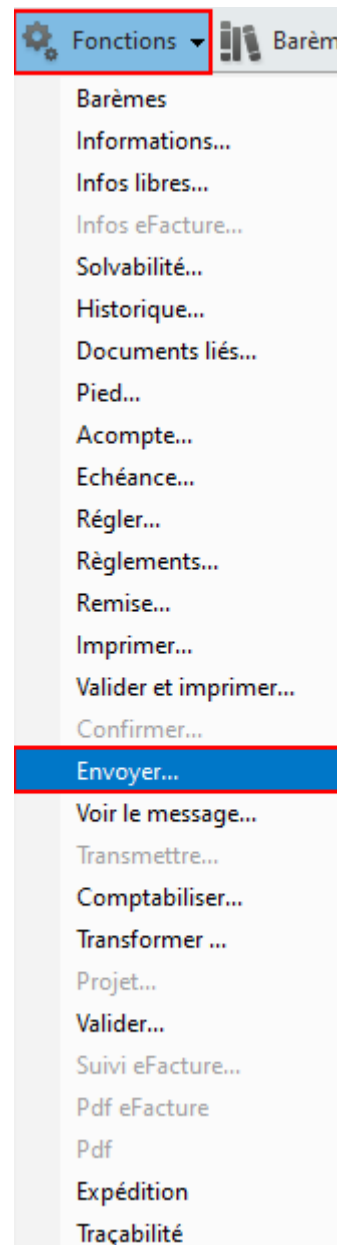 Fonctions Barèm
Barèmes
Informations...
Infos libres...
Infos eFacture...
Solvabilité...
Historique...
Documents liés...
Pied...
Acompte...
Echéance...
Régler...
Règlements...
Remise...
Imprimer...
Valider et imprimer...
Confirmer...
Envoyer...
Voir le message...
Transmettre...
Comptabiliser...
Transformer ...
Projet...
Valider...
Suivi eFacture...
Pdf eFacture
Pdf
Expédition
Traçabilité